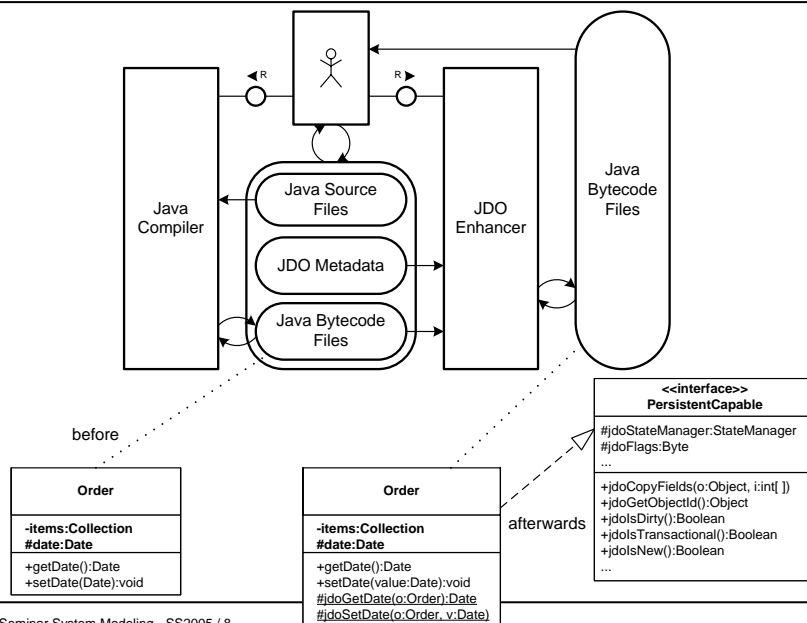 R
R
Java
Compiler
Java Source
Files
JDO Metadata
Java Bytecode
Files
JDO
Enhancer
Java
Bytecode
Files
before
Order
-items:Collection
#date:Date
+getDate():Date
+setDate(Date):void
Order
-items:Collection
#date:Date
+getDate():Date
+setDate(value:Date):void
#jdoGetDate(o:Order):Date
#jdoSetDate(o:Order, v:Date)
afterwards
<<interface>>
PersistentCapable
#jdoStateManager:StateManager
#jdoFlags:Byte
...
+jdoCopyFields(o:Object, i:int[ ])
+jdoGetObjectId():Object
+jdoIsDirty():Boolean
+jdoIsTransactional():Boolean
+jdoIsNew():Boolean
...
Seminar System Modeling - SS2005 / 8